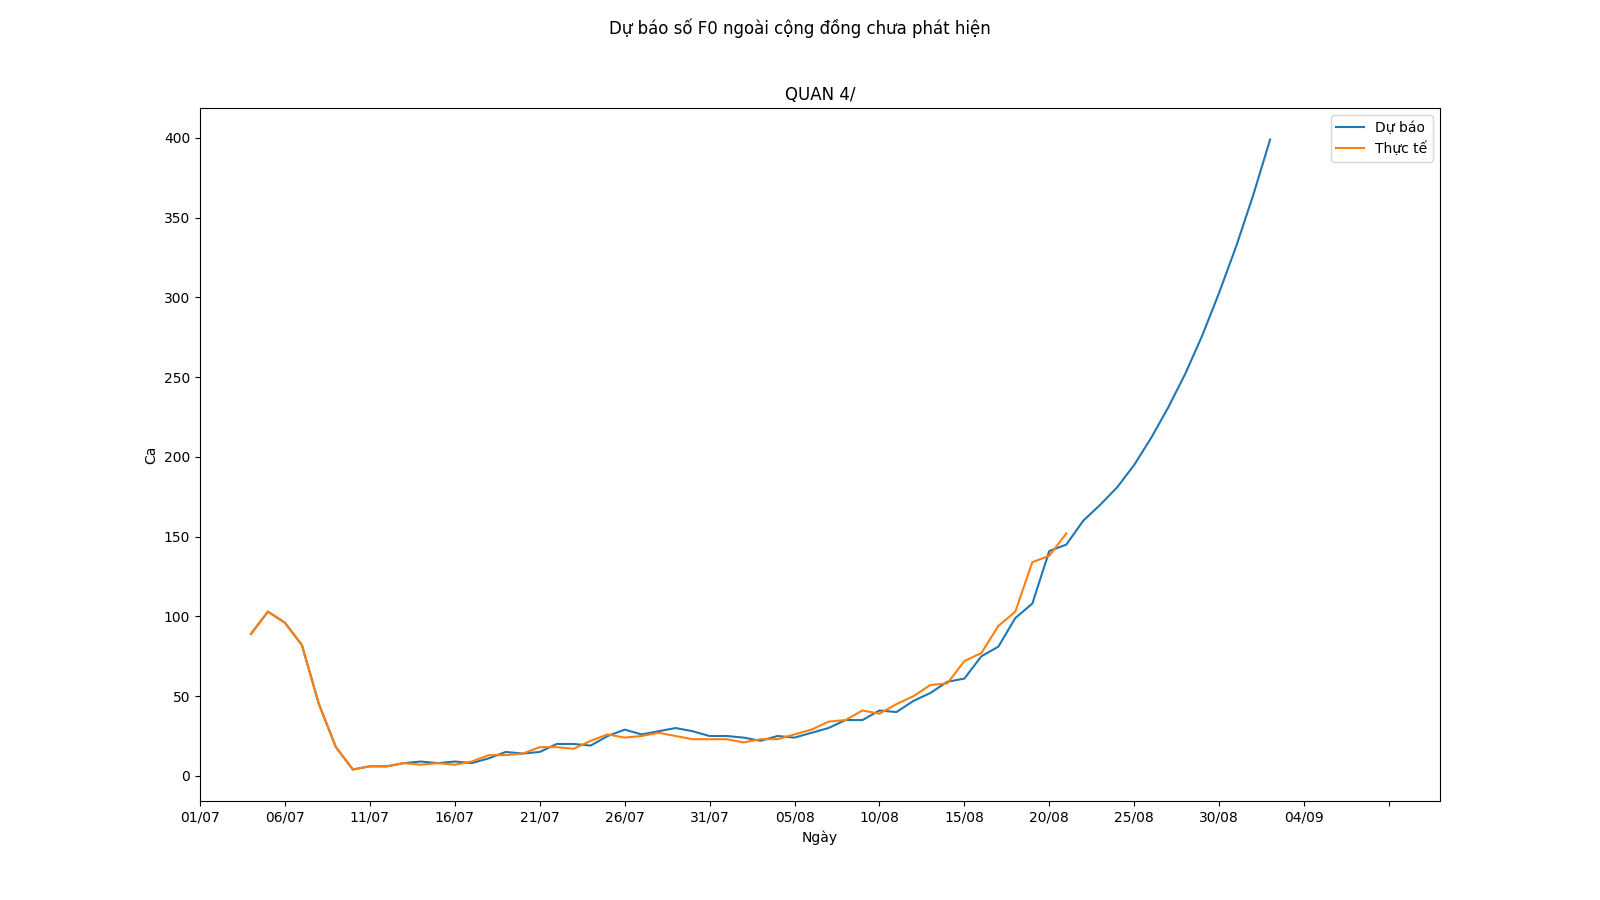 Dự báo số F0 ngoài cộng đồng chưa phát hiện
QUAN 4/
Dự báo
Thực tế
400
350
300
250
200
150
100
50
0
Ca
01/07 06/07 11/07 16/07 21/07 26/07 31/07 05/08 10/08 15/08 20/08 25/08 30/08 04/09
Ngày